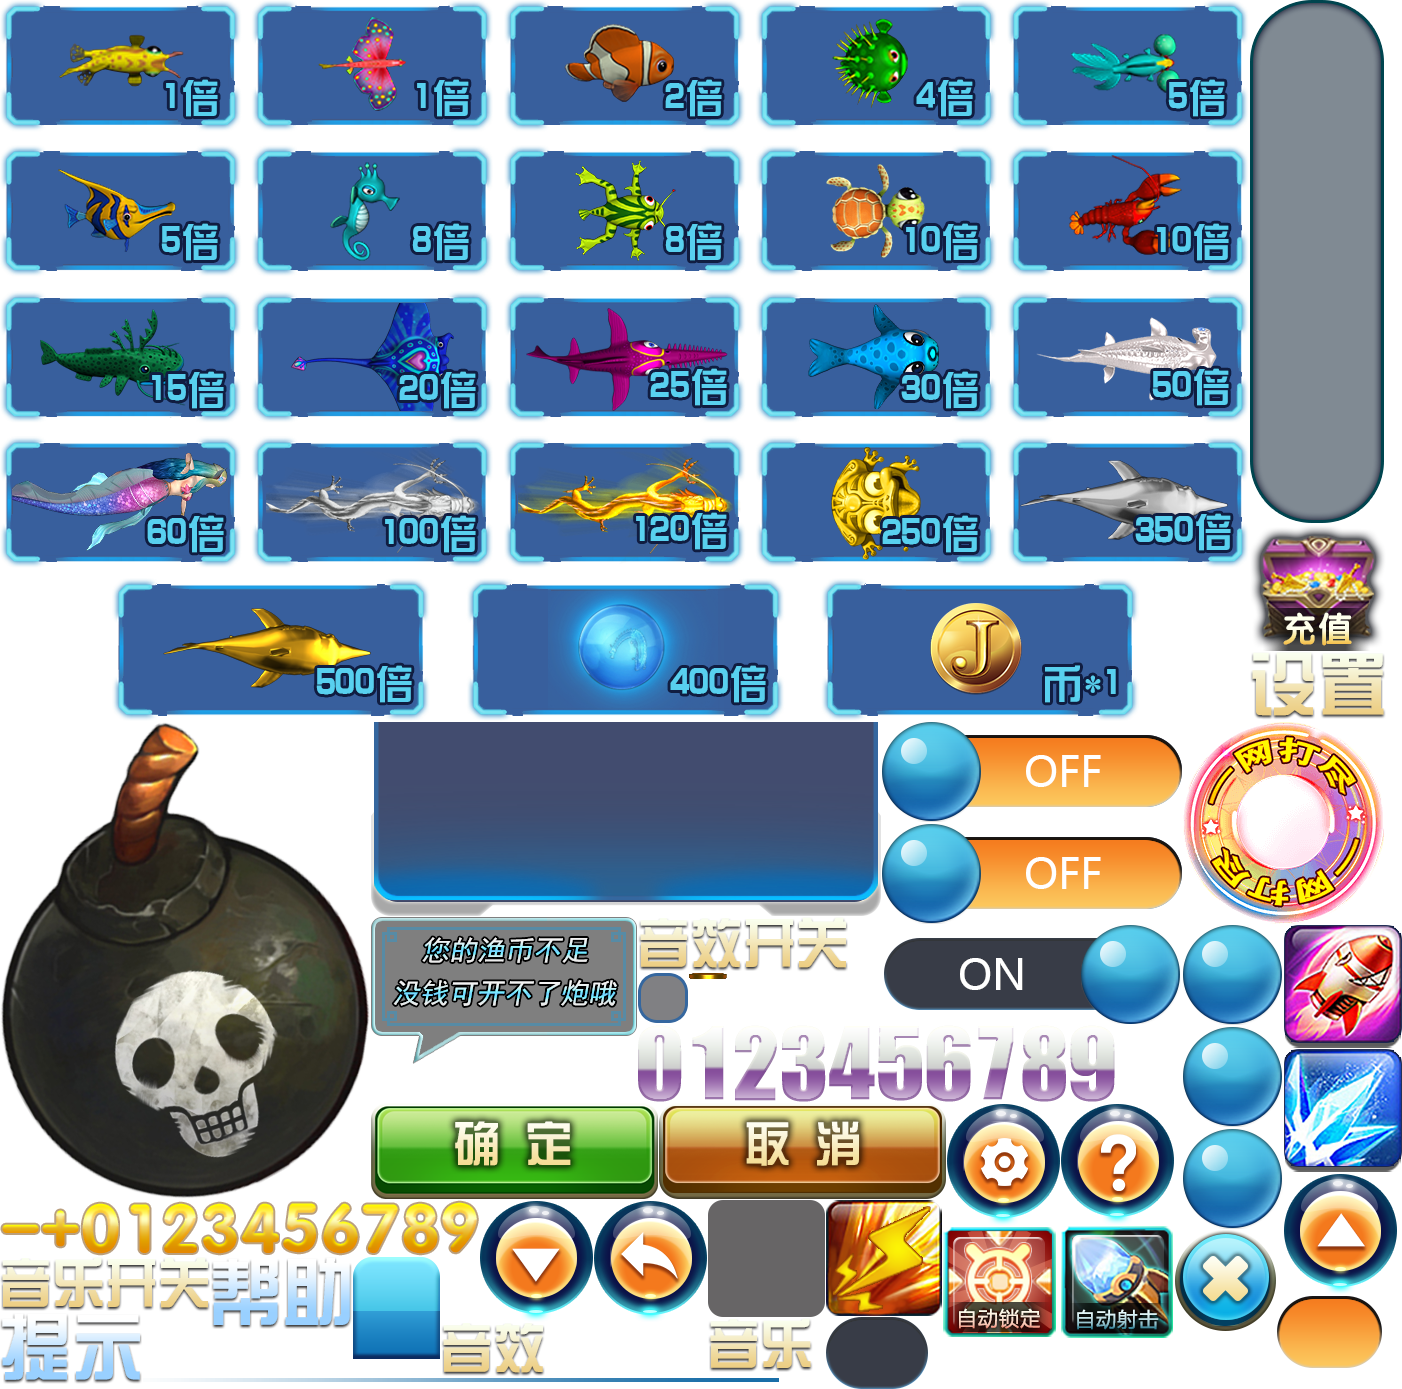 1倍
1倍
2倍
4倍
5倍
5倍
8倍
8倍
10倍
10倍
15倍
20倍
25倍
30倍
50倍
60倍
100倍
120倍
250倍
350倍
充值
500倍
400倍
J
币*1
设置
OFF
一网打尽
一网打尽
OFF
您的渔币不足
没钱可开不了炮哦
音效开关
ON
0123456789
确定
取消
?
-+0123456789
音乐开关
帮助
自动锁定
自动射击
提示
音效
音乐